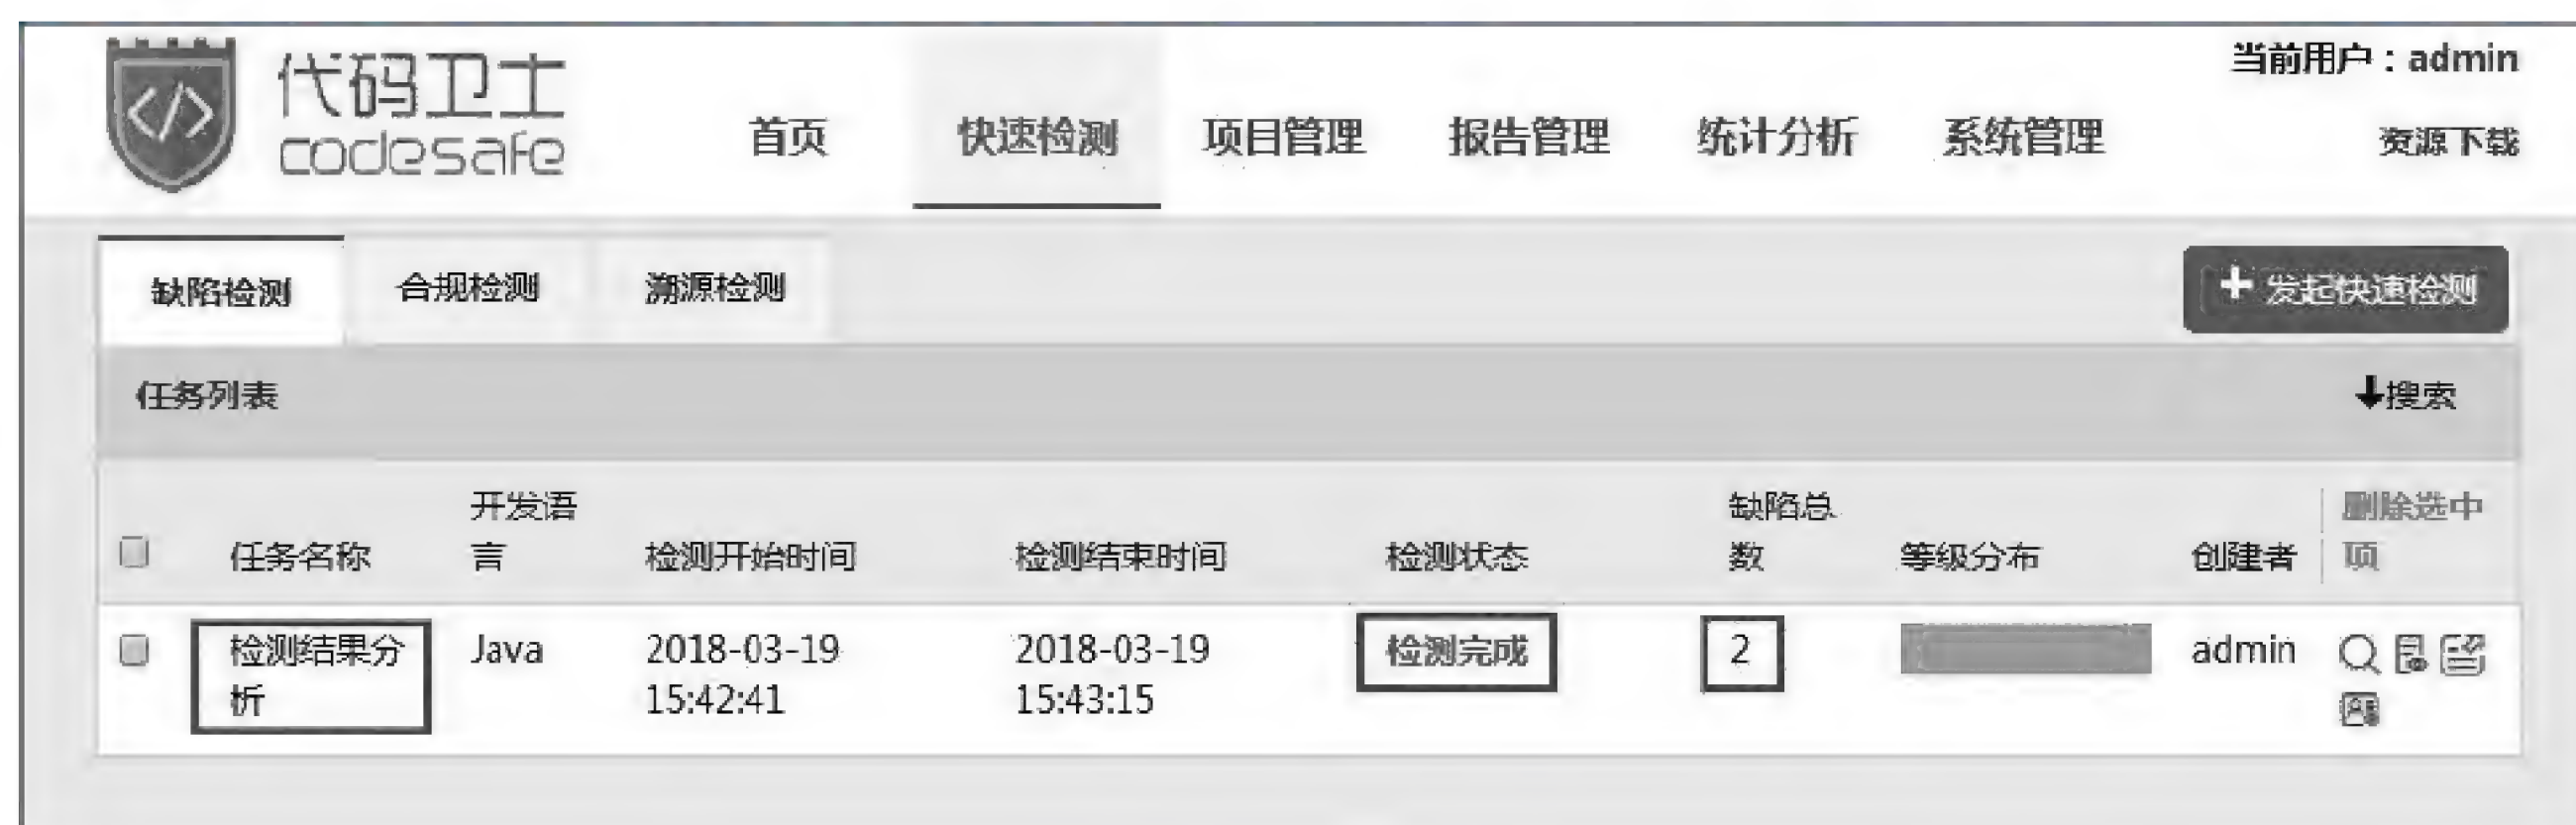 代码卫士
codesafe
当前用户：admin
首页 快速检测 项目管理 报告管理 统计分析 系统管理 资源下载
缺陷检测 合规检测 溯源检测 发起快速检测
任务列表 搜索
任务名称 开发语言 检测开始时间 检测结束时间 检测状态 缺陷总数 等级分布 创建者 删除选中项
检测结果分 Java 2018-03-19 2018-03-19 检测完成 2 admin
析 15:42:41 15:43:15